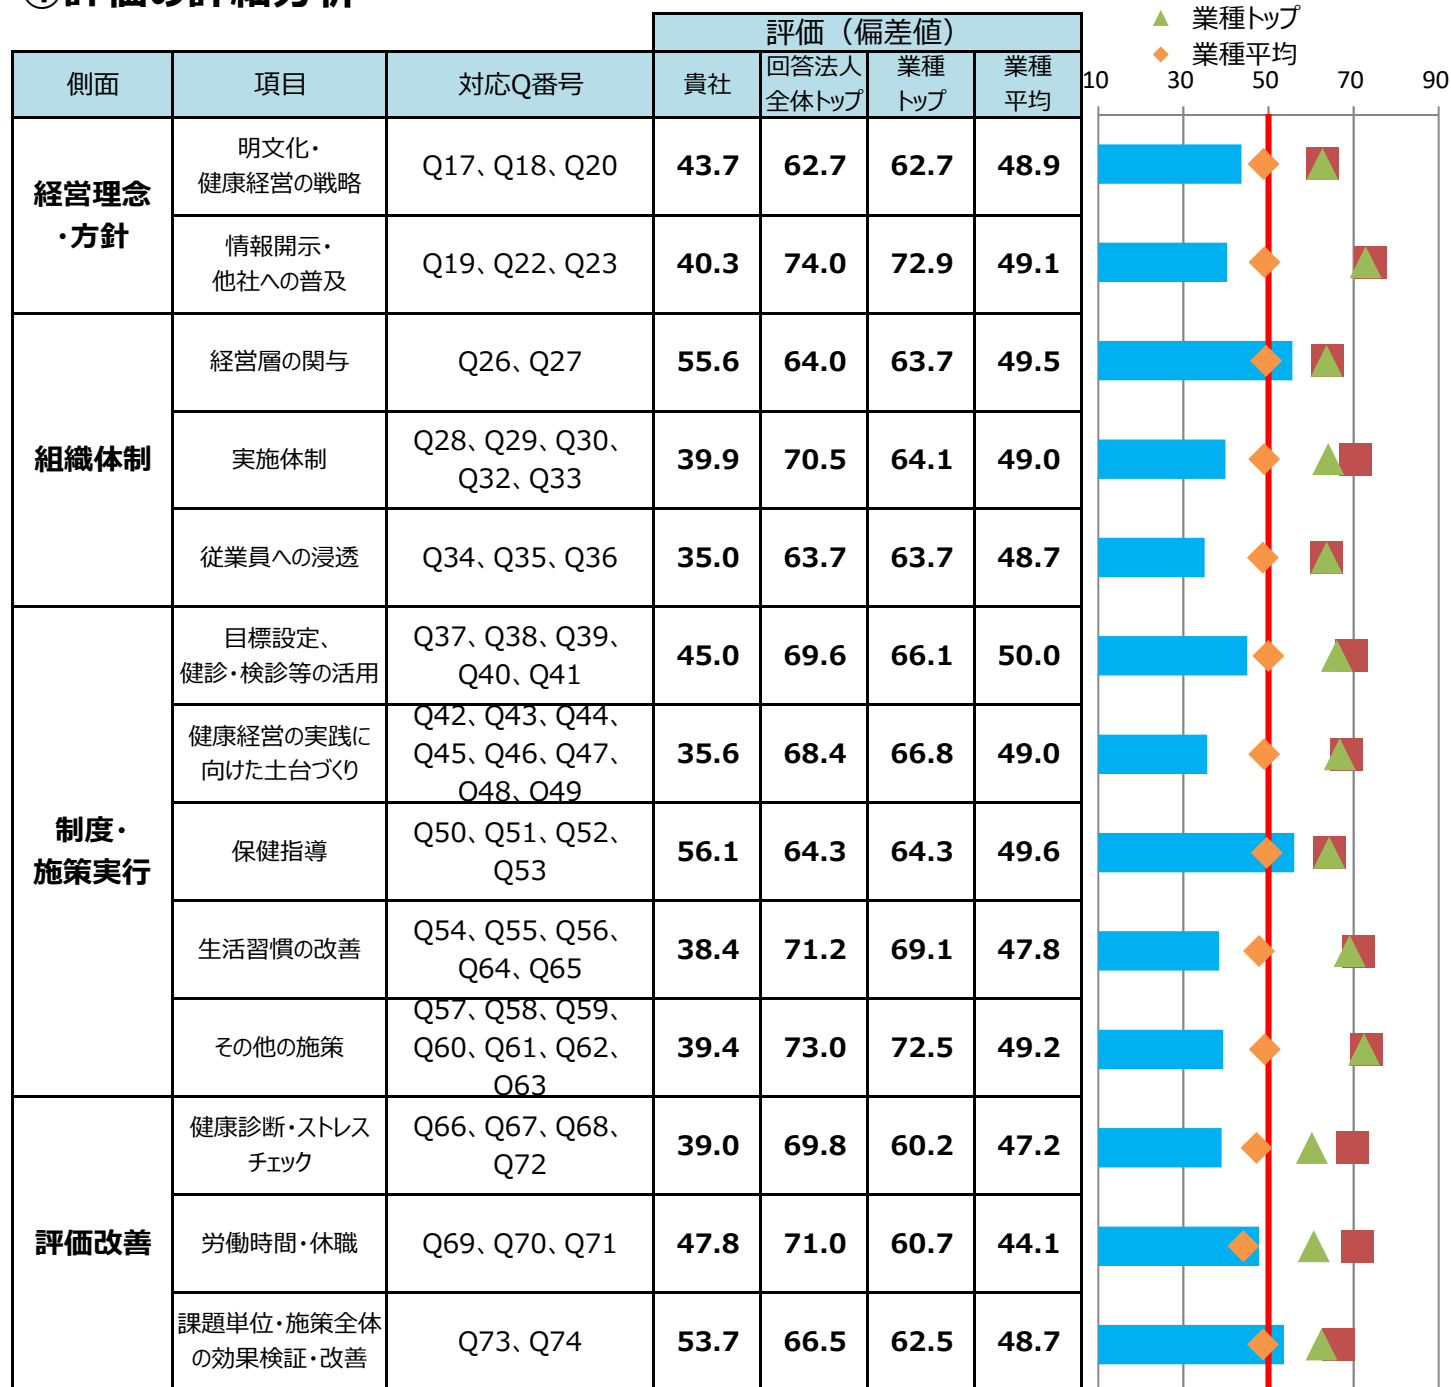 ①評価の詳細分析
業種トップ
業種平均
評価（偏差値）
側面 項目 対応Q番号 貴社 回答法人全体トップ 業種トップ 業種平均
10 30 50 70 90
経営理念・方針
明文化・健康経営の戦略 Q17、Q18、Q20 43.7 62.7 62.7 48.9
情報開示・他社への普及 Q19、Q22、Q23 40.3 74.0 72.9 49.1
組織体制
経営層の関与 Q26、Q27 55.6 64.0 63.7 49.5
実施体制 Q28、Q29、Q30、Q32、Q33 39.9 70.5 64.1 49.0
従業員への浸透 Q34、Q35、Q36 35.0 63.7 63.7 48.7
制度・施策実行
目標設定、健診・検診等の活用 Q37、Q38、Q39、Q40、Q41 45.0 69.6 66.1 50.0
健康経営の実践に向けた土台づくり Q42、Q43、Q44、Q45、Q46、Q47、Q48、Q49 35.6 68.4 66.8 49.0
保健指導 Q50、Q51、Q52、Q53 56.1 64.3 64.3 49.6
生活習慣の改善 Q54、Q55、Q56、Q64、Q65 38.4 71.2 69.1 47.8
その他の施策 Q57、Q58、Q59、Q60、Q61、Q62、Q63 39.4 73.0 72.5 49.2
評価改善
健康診断・ストレスチェック Q66、Q67、Q68、Q72 39.0 69.8 60.2 47.2
労働時間・休職 Q69、Q70、Q71 47.8 71.0 60.7 44.1
課題単位・施策全体の効果検証・改善 Q73、Q74 53.7 66.5 62.5 48.7